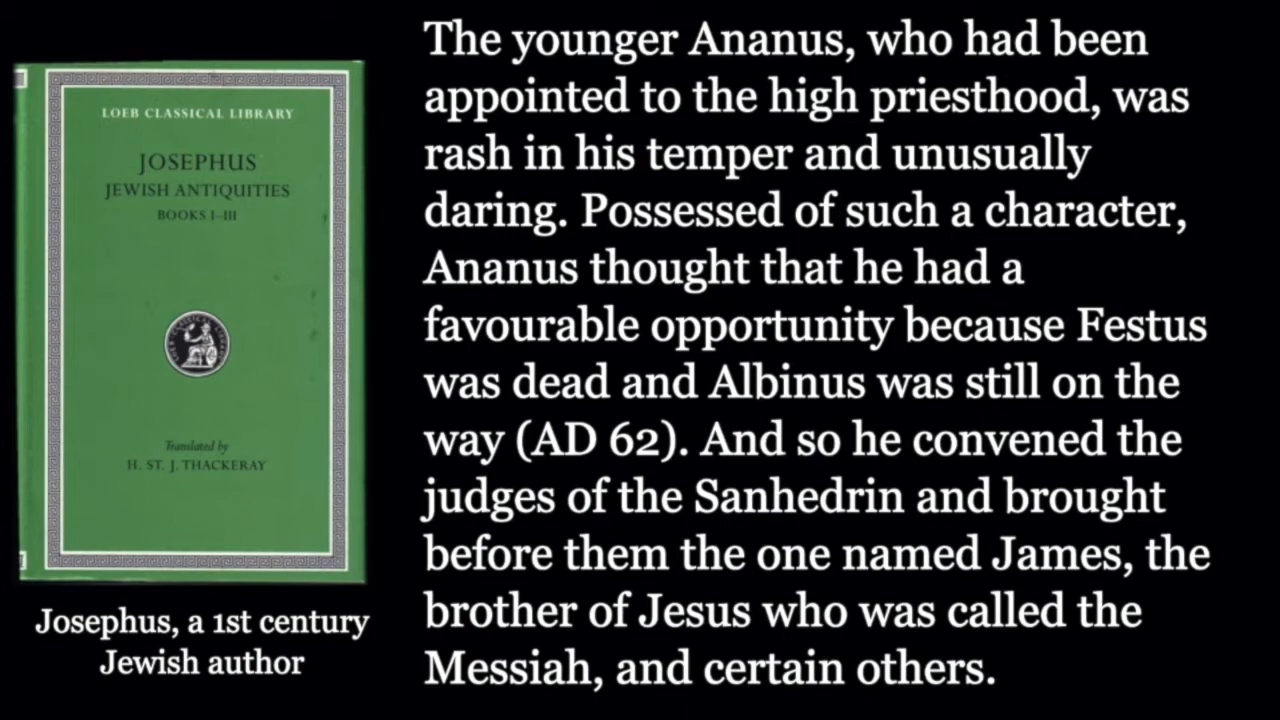 LOEB CLASSICAL LIBRARY
JOSEPHUS
JEWISH ANTIQUITIES
BOOKS I–III
Translated by
H. ST. J. THACKERAY
Josephus, a 1st century
Jewish author
The younger Ananus, who had been
appointed to the high priesthood, was
rash in his temper and unusually
daring. Possessed of such a character,
Ananus thought that he had a
favourable opportunity because Festus
was dead and Albinus was still on the
way (AD 62). And so he convened the
judges of the Sanhedrin and brought
before them the one named James, the
brother of Jesus who was called the
Messiah, and certain others.